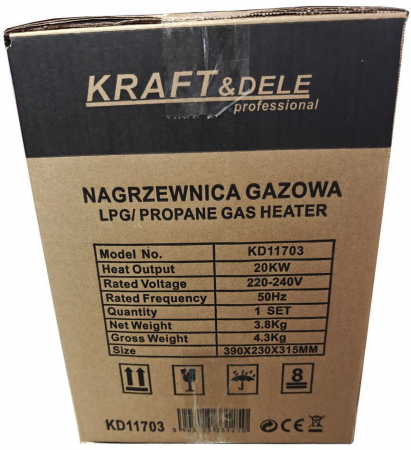 KRAFT&DELE
professional
NAGRZEWNICA GAZOWA
LPG/ PROPANE GAS HEATER
Model No. KD11703
Heat Output 20KW
Rated Voltage 220-240V
Rated Frequency 50Hz
Quantity 1 SET
Net Weight 3.8Kg
Gross Weight 4.3Kg
Size 390X230X315MM
8
KD11703 CE